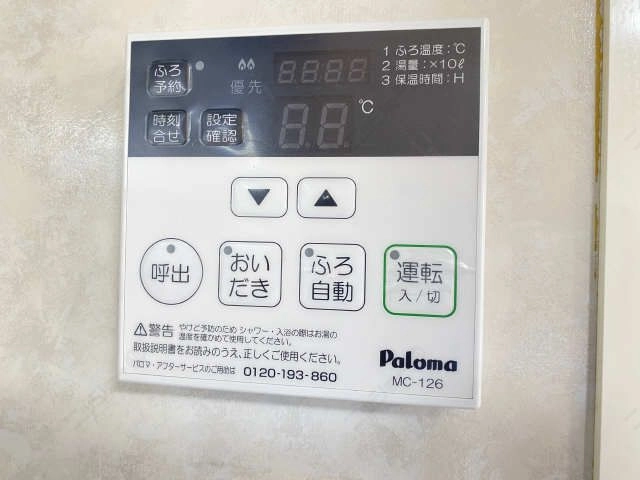 ふろ
予約
優先
8888
1 ふろ温度:℃
2 湯量:×10ℓ
3 保温時間:H
時刻
合せ
設定
確認
88
℃
▼
▲
呼出
おい
だき
ふろ
自動
運転
入/切
⚠警告
やけど予防のため シャワー・入浴の際はお湯の
温度を確かめて使用してください。
取扱説明書をお読みのうえ、正しくご使用ください。
パロマ・アフターサービスのご用命は 0120-193-860
Paloma
MC-126